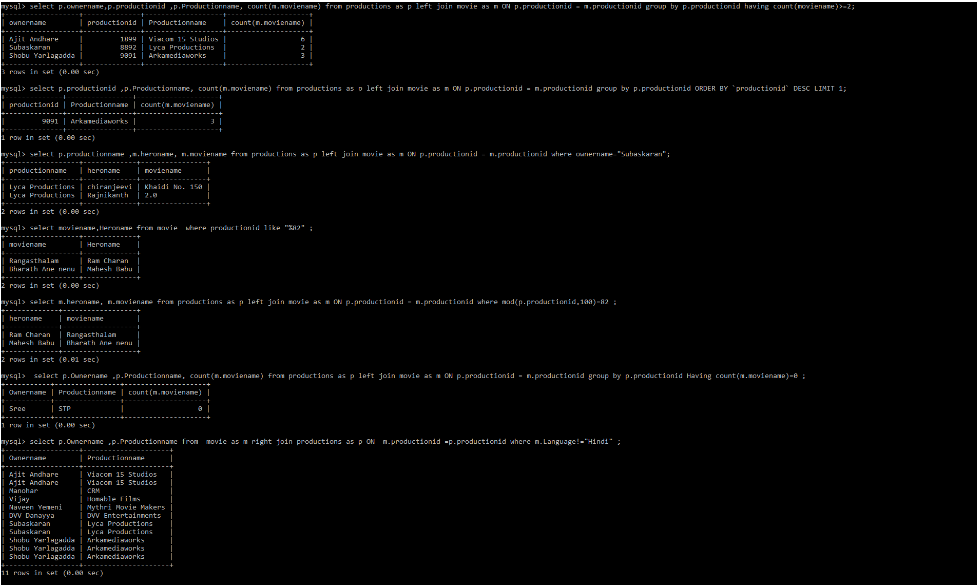 mysql> select p.ownername,p.productionid ,p.Productionname, count(m.moviename) from productions as p left join movie as m ON p.productionid = m.productionid group by p.productionid having count(moviename)>=2;
+------------------+--------------+-------------------+--------------------+
| ownername | productionid | Productionname | count(m.moviename) |
+------------------+--------------+-------------------+--------------------+
| Ajit Andhare | 1099 | Viacom 15 Studios | 6 |
| Subaskaran | 8892 | Lyca Productions | 2 |
| Shobu Yarlagadda | 9091 | Arkamediaworks | 3 |
+------------------+--------------+-------------------+--------------------+
3 rows in set (0.00 sec)
mysql> select p.productionid ,p.Productionname, count(m.moviename) from productions as p left join movie as m ON p.productionid = m.productionid group by p.productionid ORDER BY `productionid` DESC LIMIT 1;
+--------------+----------------+--------------------+
| productionid | Productionname | count(m.moviename) |
+--------------+----------------+--------------------+
| 9091 | Arkamediaworks | 3 |
+--------------+----------------+--------------------+
1 row in set (0.00 sec)
mysql> select p.productionname ,m.heroname, m.moviename from productions as p left join movie as m ON p.productionid = m.productionid where ownername ="Subaskaran";
+------------------+------------+----------------+
| productionname | heroname | moviename |
+------------------+------------+----------------+
| Lyca Productions | chiranjeevi | Khaidi No. 150 |
| Lyca Productions | Rajnikanth | 2.0 |
+------------------+------------+----------------+
2 rows in set (0.00 sec)
mysql> select moviename,Heroname from movie where productionid like "%82" ;
+------------------+-------------+
| moviename | Heroname |
+------------------+-------------+
| Rangasthalam | Ram Charan |
| Bharath Ane nenu | Mahesh Babu |
+------------------+-------------+
2 rows in set (0.00 sec)
mysql> select m.heroname, m.moviename from productions as p left join movie as m ON p.productionid = m.productionid where mod(p.productionid,100)=82 ;
+-------------+------------------+
| heroname | moviename |
+-------------+------------------+
| Ram Charan | Rangasthalam |
| Mahesh Babu | Bharath Ane nenu |
+-------------+------------------+
2 rows in set (0.01 sec)
mysql> select p.Ownername ,p.Productionname, count(m.moviename) from productions as p left join movie as m ON p.productionid = m.productionid group by p.productionid Having count(m.moviename)=0 ;
+-----------+----------------+--------------------+
| Ownername | Productionname | count(m.moviename) |
+-----------+----------------+--------------------+
| Sree | STP | 0 |
+-----------+----------------+--------------------+
1 row in set (0.00 sec)
mysql> select p.Ownername ,p.Productionname from movie as m right join productions as p ON m.productionid =p.productionid where m.Language!="Hindi" ;
+------------------+--------------------+
| Ownername | Productionname |
+------------------+--------------------+
| Ajit Andhare | Viacom 15 Studios |
| Ajit Andhare | Viacom 15 Studios |
| Manohar | CRM |
| Vijay | Homable Films |
| Naveen Yemeni | Mythri Movie Makers |
| DVV Danayya | DVV Entertainments |
| Subaskaran | Lyca Productions |
| Subaskaran | Lyca Productions |
| Shobu Yarlagadda | Arkamediaworks |
| Shobu Yarlagadda | Arkamediaworks |
| Shobu Yarlagadda | Arkamediaworks |
+------------------+--------------------+
11 rows in set (0.00 sec)